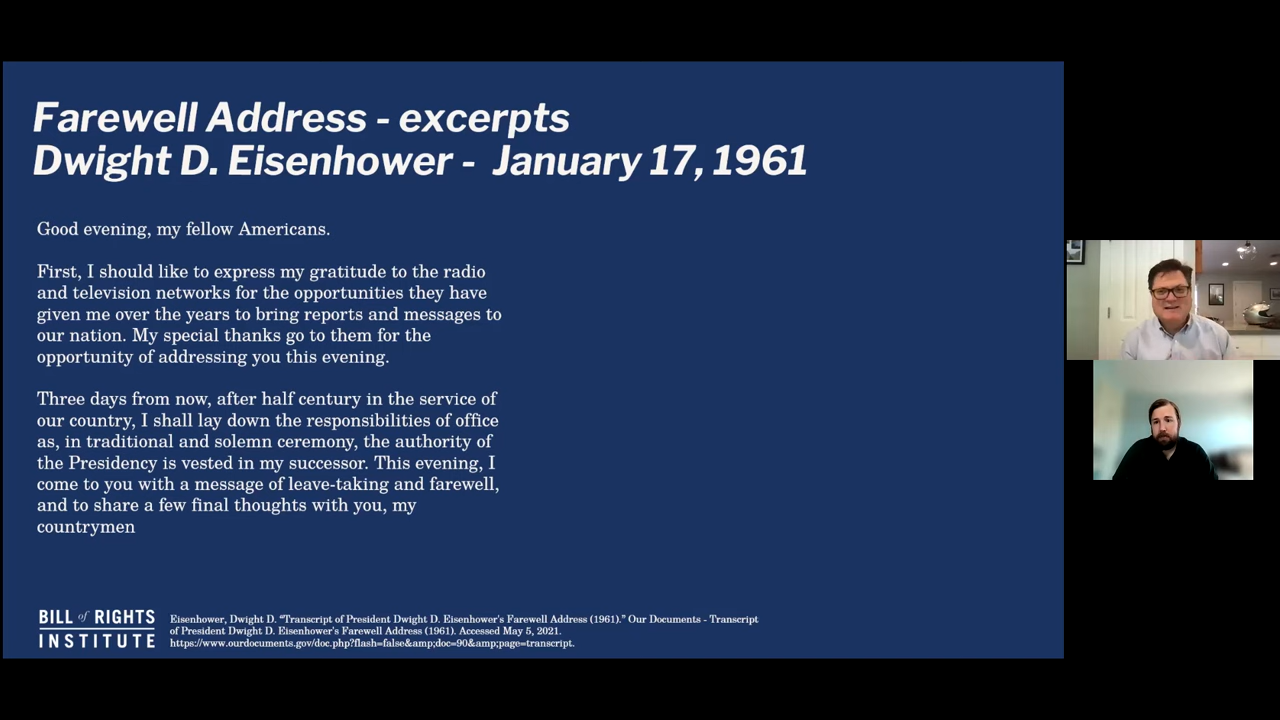 Farewell Address - excerpts
Dwight D. Eisenhower - January 17, 1961
Good evening, my fellow Americans.
First, I should like to express my gratitude to the radio
and television networks for the opportunities they have
given me over the years to bring reports and messages to
our nation. My special thanks go to them for the
opportunity of addressing you this evening.
Three days from now, after half century in the service of
our country, I shall lay down the responsibilities of office
as, in traditional and solemn ceremony, the authority of
the Presidency is vested in my successor. This evening, I
come to you with a message of leave-taking and farewell,
and to share a few final thoughts with you, my
countrymen
BILL of RIGHTS
INSTITUTE
Eisenhower, Dwight D. “Transcript of President Dwight D. Eisenhower's Farewell Address (1961).” Our Documents - Transcript
of President Dwight D. Eisenhower's Farewell Address (1961). Accessed May 5, 2021.
https://www.ourdocuments.gov/doc.php?flash=false&amp;doc=90&amp;page=transcript.